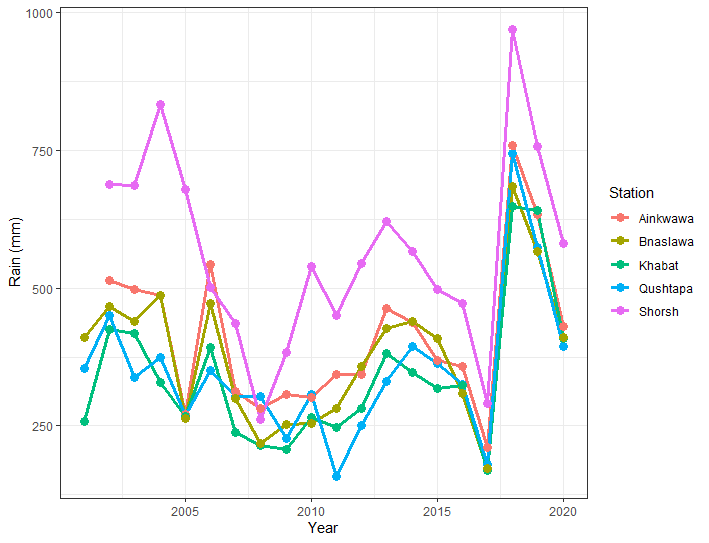 1000
750
500
250
Rain (mm)
2005
2010
2015
2020
Year
Station
Ainkwawa
Bnaslawa
Khabat
Qushtapa
Shorsh